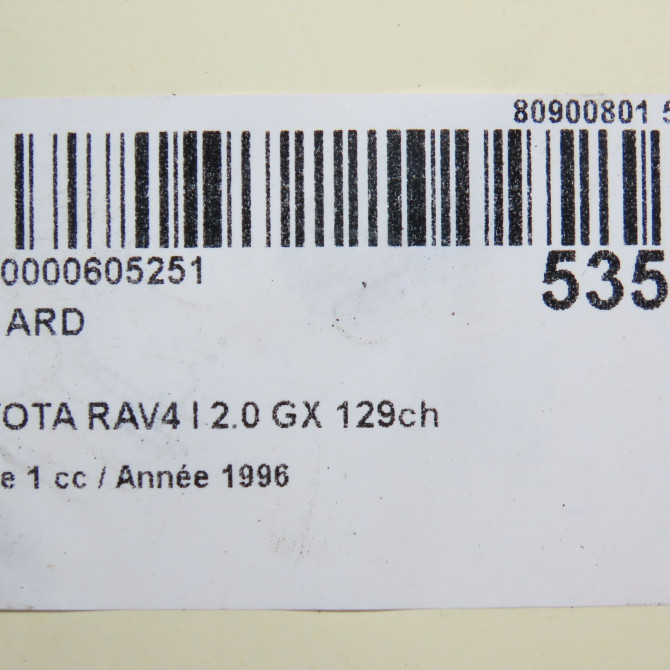 80900801 5
0000605251
535
ARD
OTA RAV4 I 2.0 GX 129ch
e 1 cc / Année 1996